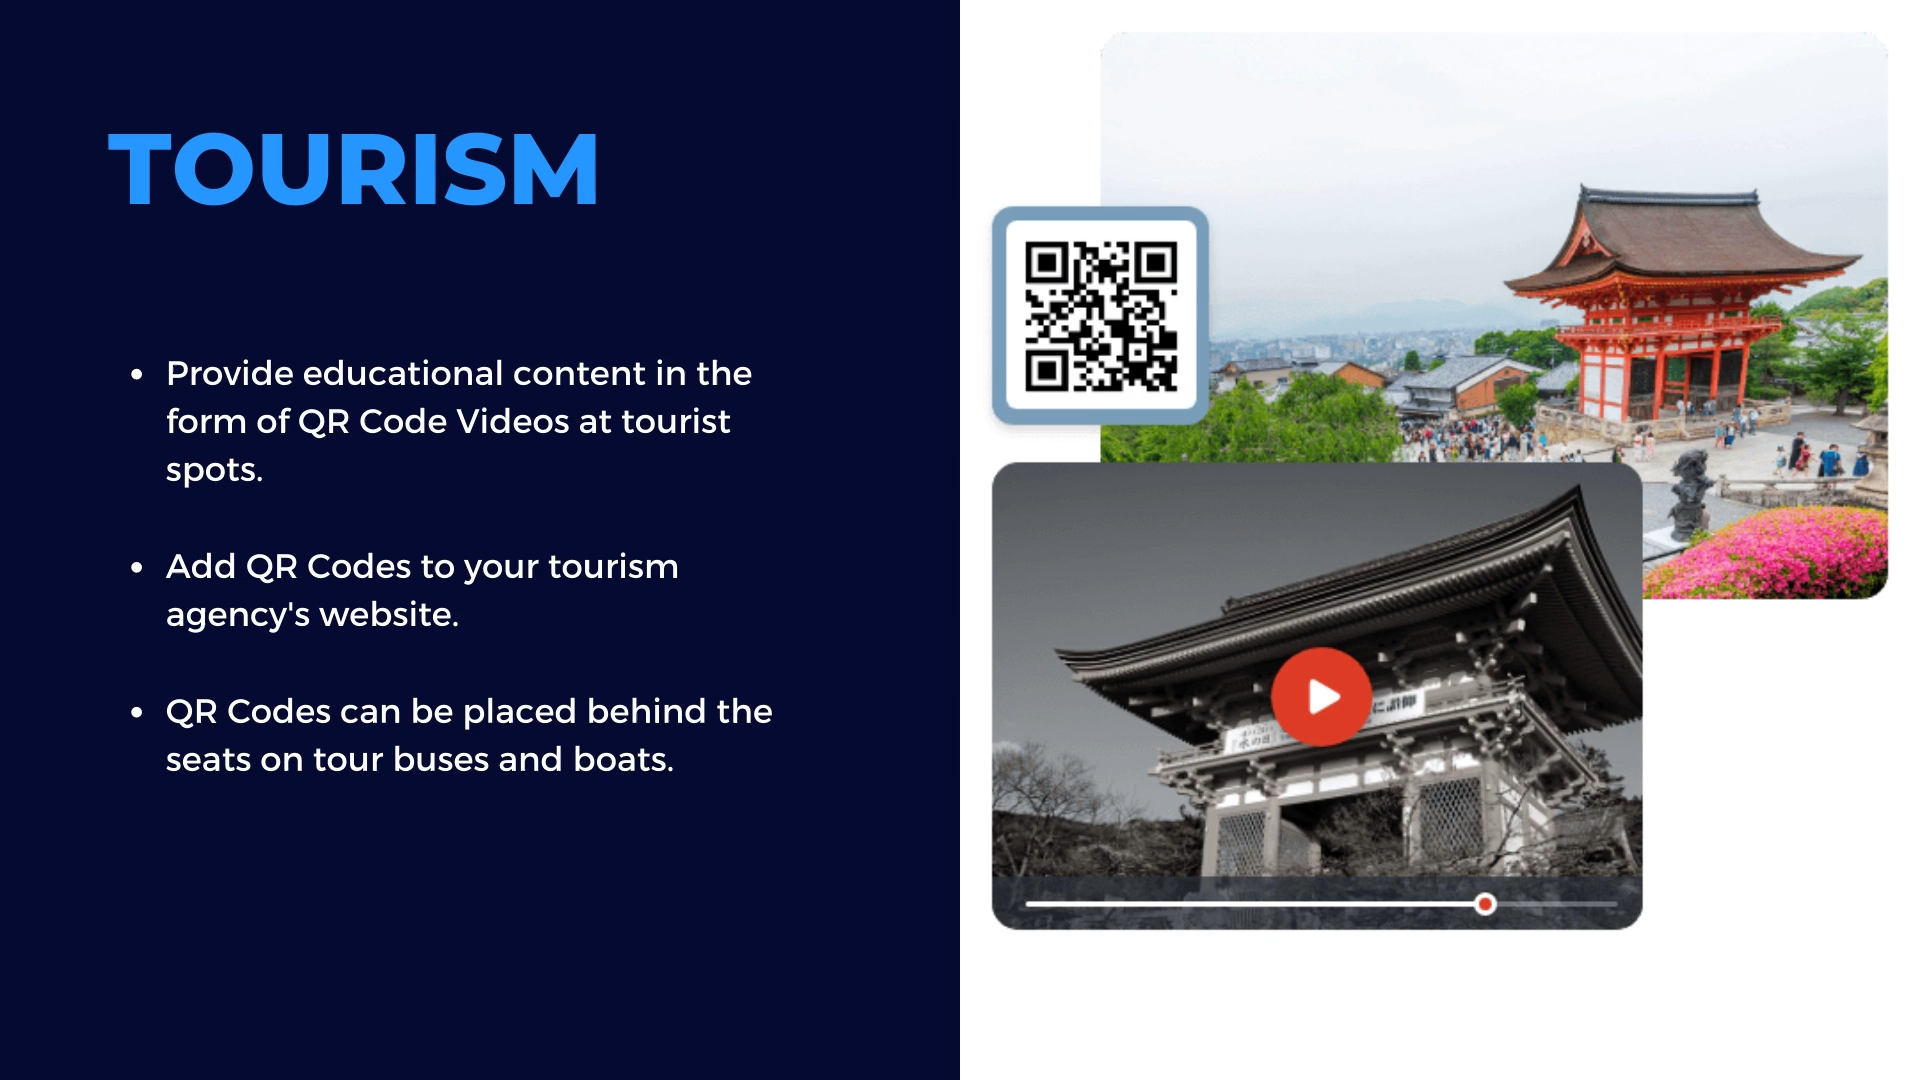 TOURISM
Provide educational content in the
form of QR Code Videos at tourist
spots.
Add QR Codes to your tourism
agency's website.
QR Codes can be placed behind the
seats on tour buses and boats.